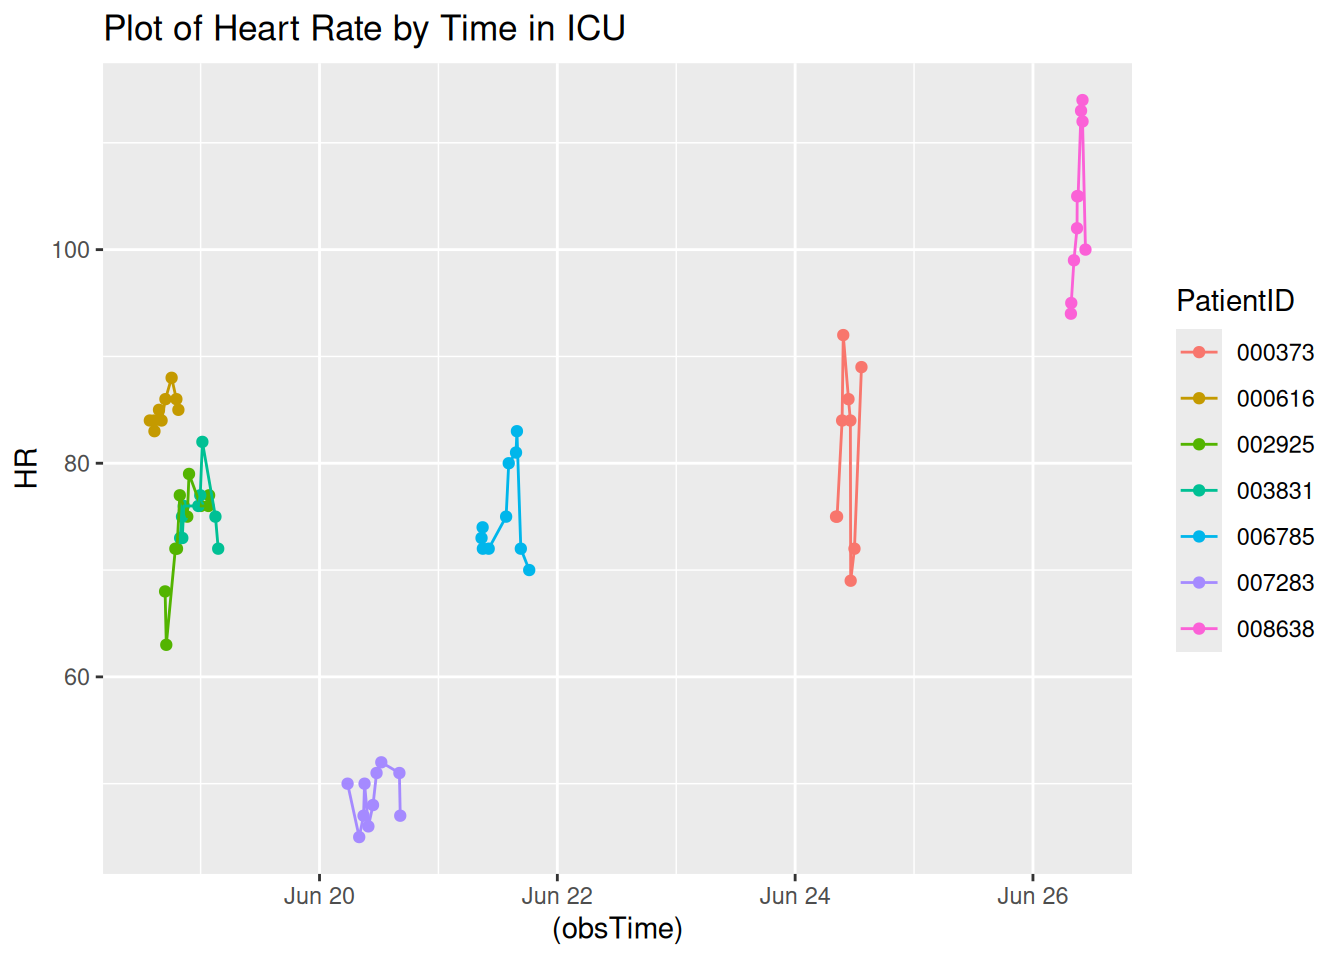 Plot of Heart Rate by Time in ICU
HR
100
80
60
Jun 20
Jun 22
Jun 24
Jun 26
(obsTime)
PatientID
000373
000616
002925
003831
006785
007283
008638